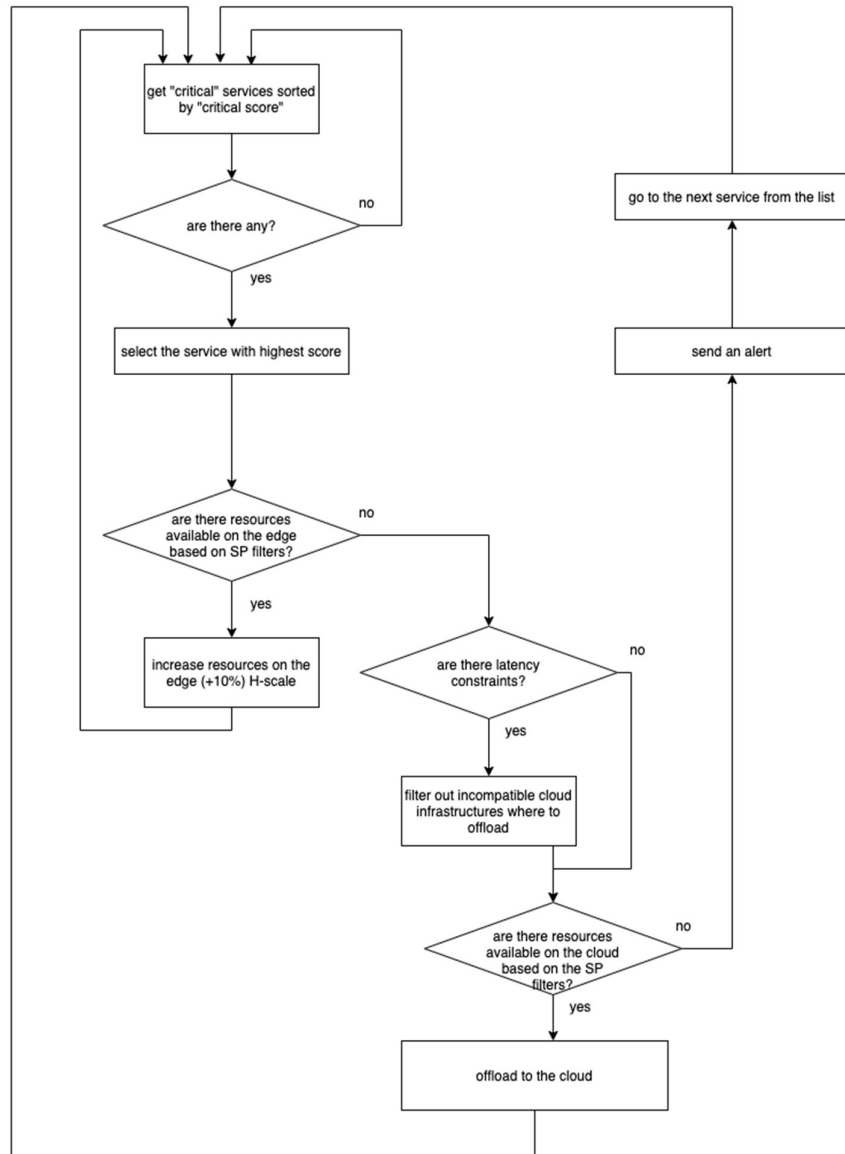 get "critical" services sorted
by "critical score"
no
go to the next service from the list
are there any?
yes
select the service with highest score
send an alert
no
are there resources
available on the edge
based on SP filters?
yes
increase resources on the
edge (+10%) H-scale
no
are there latency
constraints?
yes
filter out incompatible cloud
infrastructures where to
offload
no
are there resources
available on the cloud
based on the SP
filters?
yes
offload to the cloud